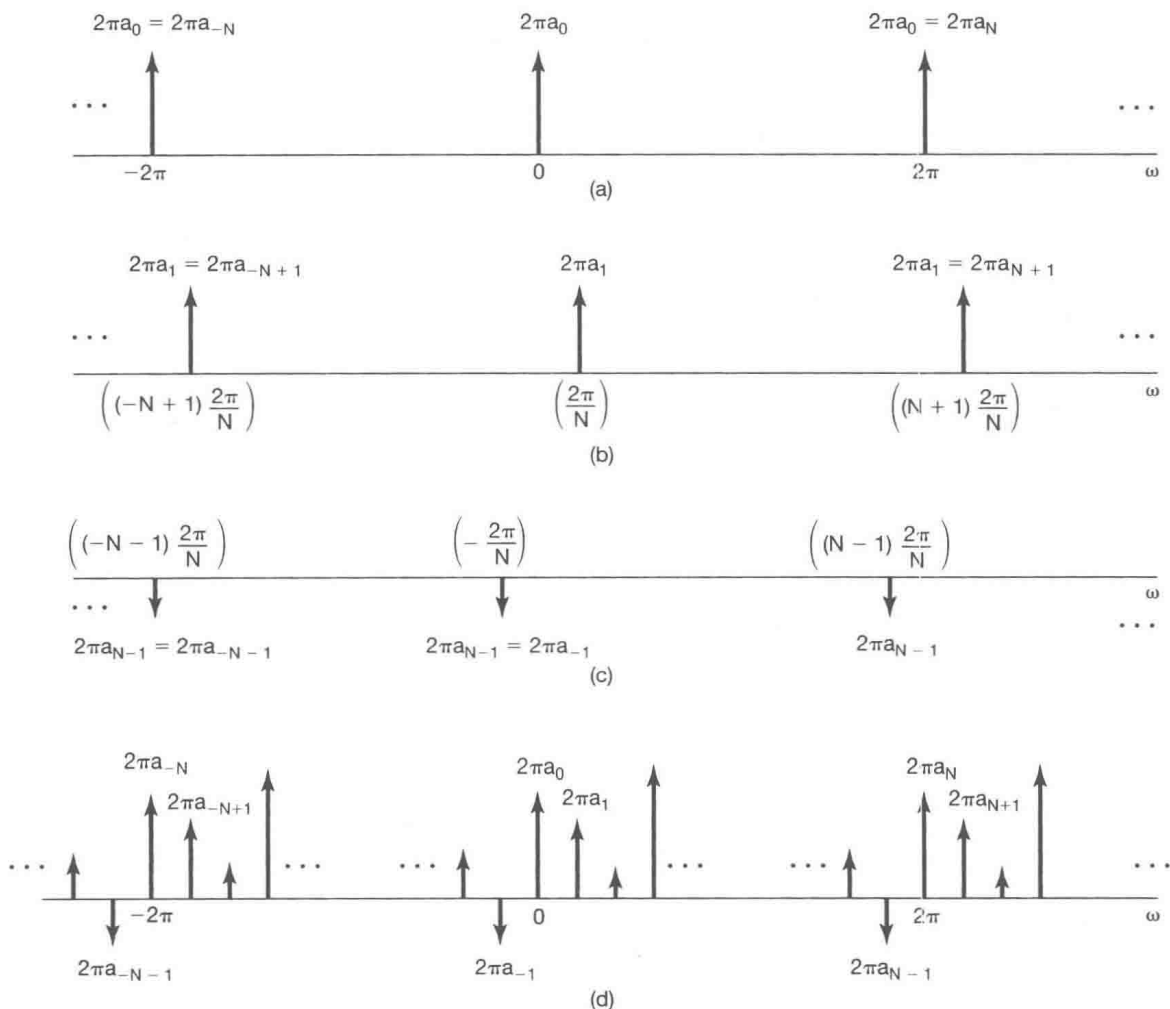 2πa₀ = 2πa₋N 2πa₀ 2πa₀ = 2πaN
... ...
−2π 0 2π ω
(a)
2πa₁ = 2πa₋N + 1 2πa₁ 2πa₁ = 2πaN + 1
... ...
ω
((-N + 1) 2π/N) (2π/N) ((N + 1) 2π/N)
(b)
((-N − 1) 2π/N) (− 2π/N) ((N − 1) 2π/N)
ω
... ...
2πaN−1 = 2πa₋N − 1 2πaN−1 = 2πa₋1 2πaN − 1
(c)
2πa₋N 2πa₀ 2πaN
2πa₋N+1 2πa₁ 2πaN+1
... ... ... ... ... ...
−2π 0 2π ω
2πa₋N − 1 2πa₋1 2πaN − 1
(d)